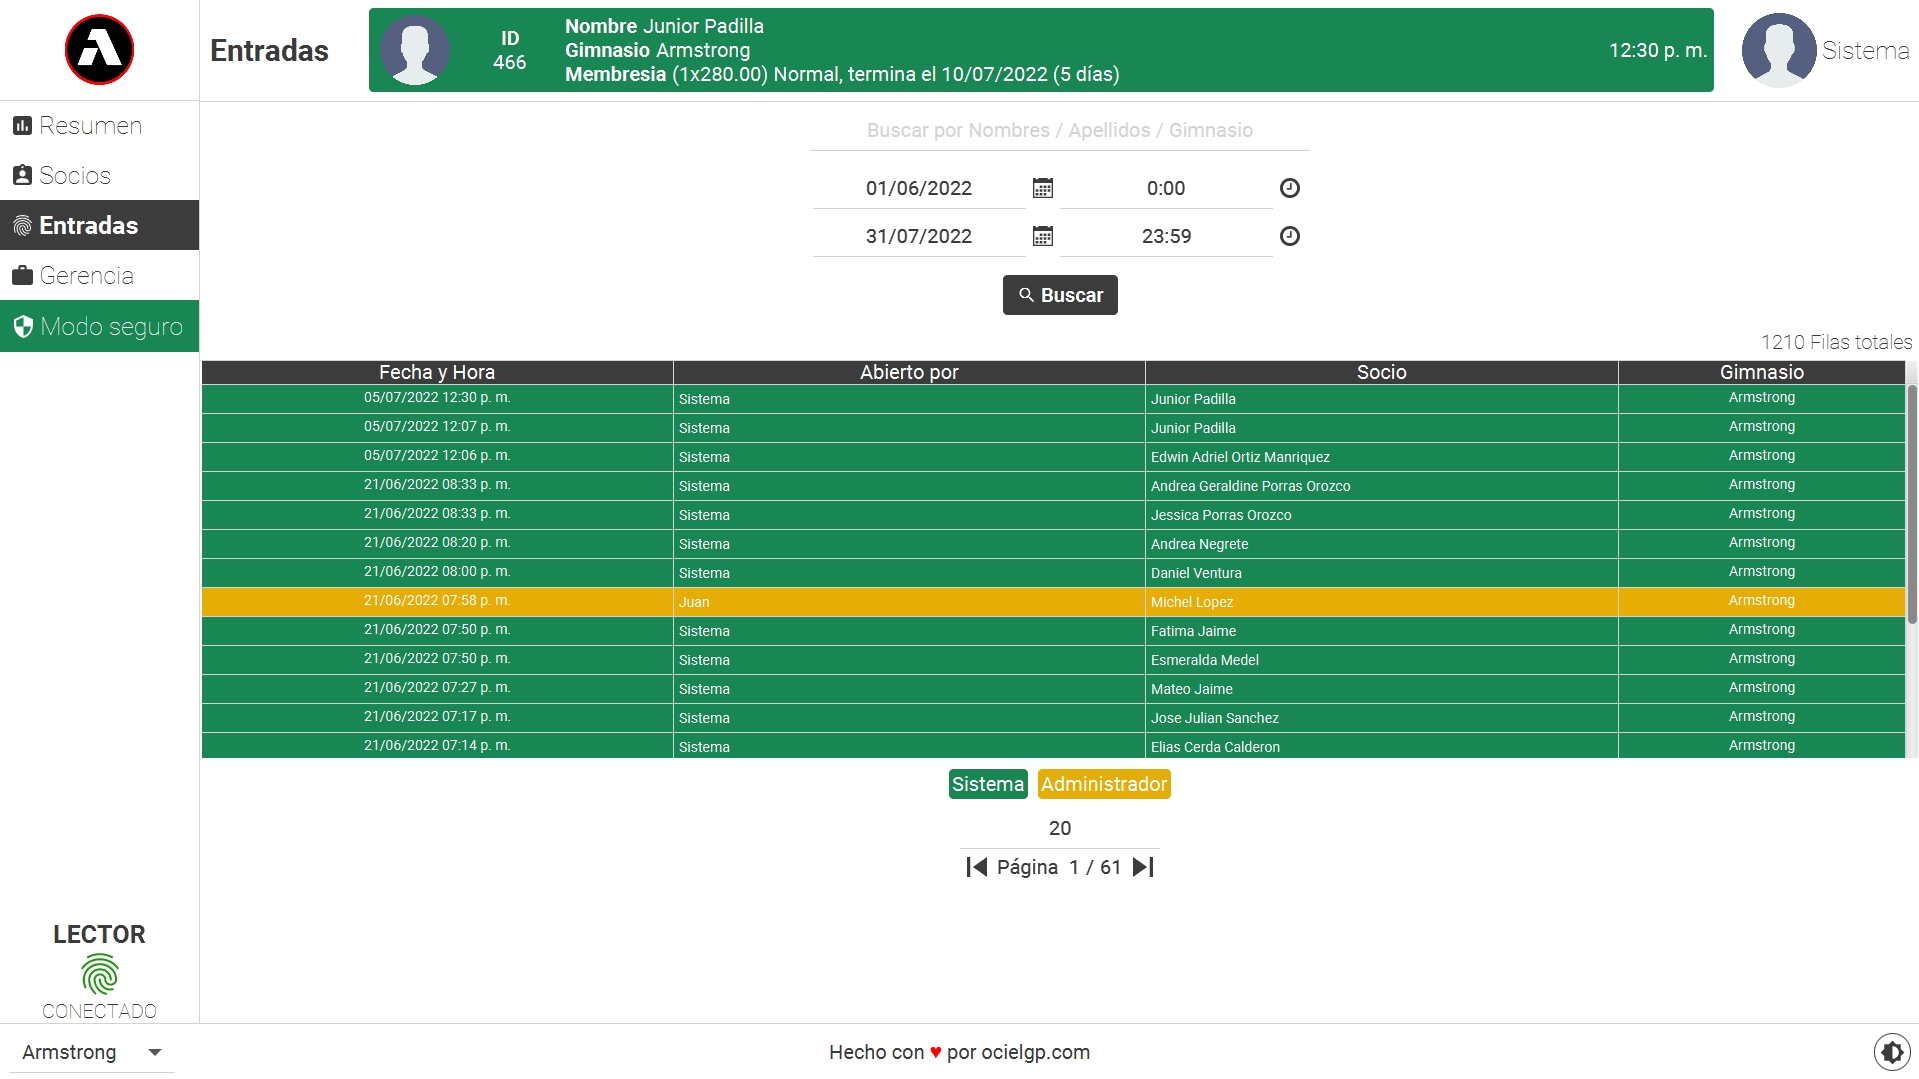 Entradas
ID
466
Nombre Junior Padilla
Gimnasio Armstrong
Membresia (1x280.00) Normal, termina el 10/07/2022 (5 días)
12:30 p. m.
Sistema
Resumen
Socios
Entradas
Gerencia
Modo seguro
Buscar por Nombres / Apellidos / Gimnasio
01/06/2022 0:00
31/07/2022 23:59
Buscar
1210 Filas totales
Fecha y Hora Abierto por Socio Gimnasio
05/07/2022 12:30 p. m. Sistema Junior Padilla Armstrong
05/07/2022 12:07 p. m. Sistema Junior Padilla Armstrong
05/07/2022 12:06 p. m. Sistema Edwin Adriel Ortiz Manriquez Armstrong
21/06/2022 08:33 p. m. Sistema Andrea Geraldine Porras Orozco Armstrong
21/06/2022 08:33 p. m. Sistema Jessica Porras Orozco Armstrong
21/06/2022 08:20 p. m. Sistema Andrea Negrete Armstrong
21/06/2022 08:00 p. m. Sistema Daniel Ventura Armstrong
21/06/2022 07:58 p. m. Juan Michel Lopez Armstrong
21/06/2022 07:50 p. m. Sistema Fatima Jaime Armstrong
21/06/2022 07:50 p. m. Sistema Esmeralda Medel Armstrong
21/06/2022 07:27 p. m. Sistema Mateo Jaime Armstrong
21/06/2022 07:17 p. m. Sistema Jose Julian Sanchez Armstrong
21/06/2022 07:14 p. m. Sistema Elias Cerda Calderon Armstrong
Sistema Administrador
20
Página 1 / 61
LECTOR
CONECTADO
Armstrong
Hecho con ♥ por ocielgp.com